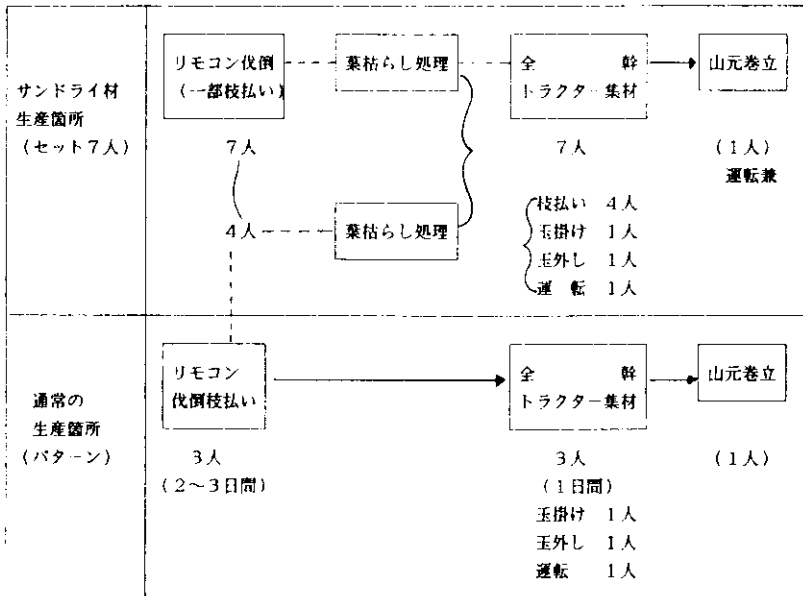 サンドライ材
生産箇所
(セット7人)
リモコン伐倒
(一部枝払い)
葉枯らし処理
全　　幹
トラクター集材
山元巻立
7人
7人
(1人)
運転兼
4人
葉枯らし処理
枝払い　4人
玉掛け　1人
玉外し　1人
運　転　1人
通常の
生産箇所
(パターン)
リモコン
伐倒枝払い
全　　幹
トラクター集材
山元巻立
3人
(2〜3日間)
3人
(1日間)
(1人)
玉掛け　1人
玉外し　1人
運転　1人